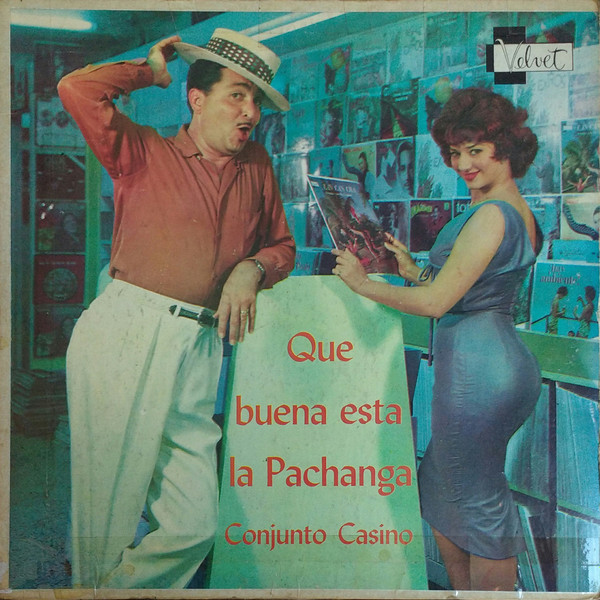 Velvet
Que
buena esta
la Pachanga
Conjunto Casino